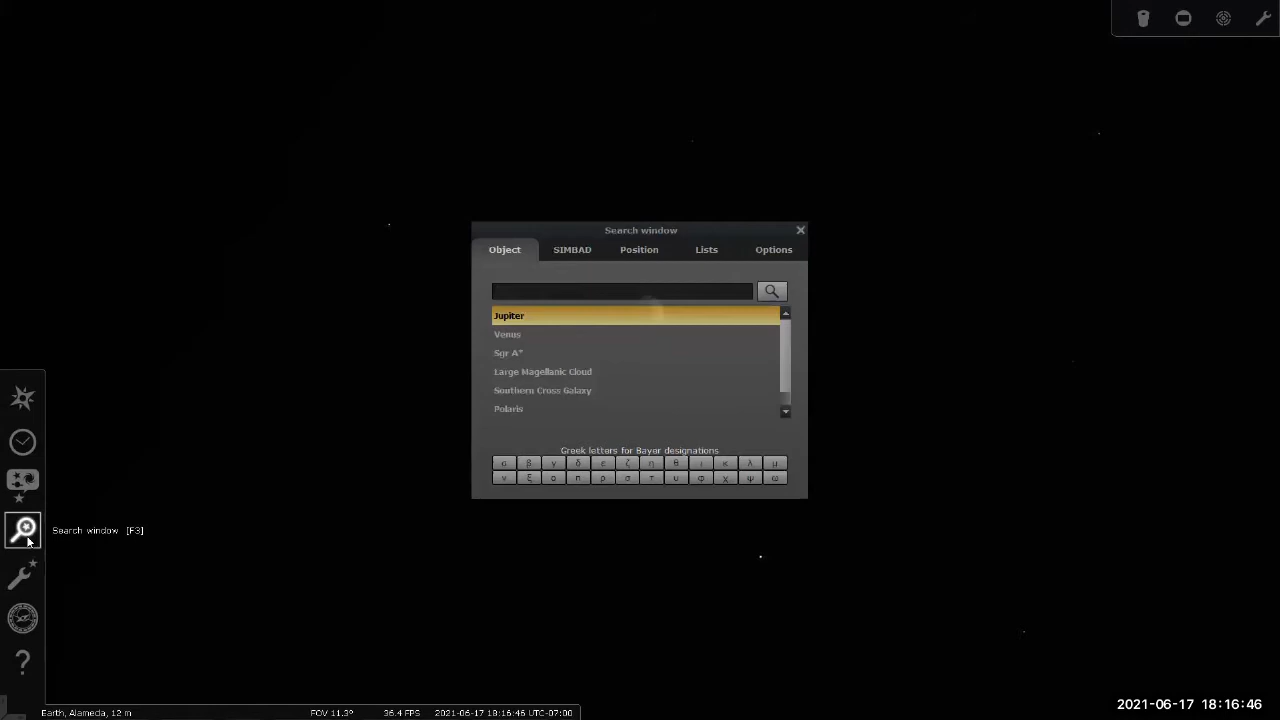 Search window
Object SIMBAD Position Lists Options
Jupiter
Venus
Sgr A*
Large Magellanic Cloud
Southern Cross Galaxy
Polaris
Greek letters for Bayer designations
α β γ δ ε ζ η θ ι κ λ μ
ν ξ ο π ρ σ τ υ φ χ ψ ω
Search window [F3]
?
Earth, Alameda, 12 m FOV 11.3° 36.4 FPS 2021-06-17 18:16:46 UTC-07:00
2021-06-17 18:16:46